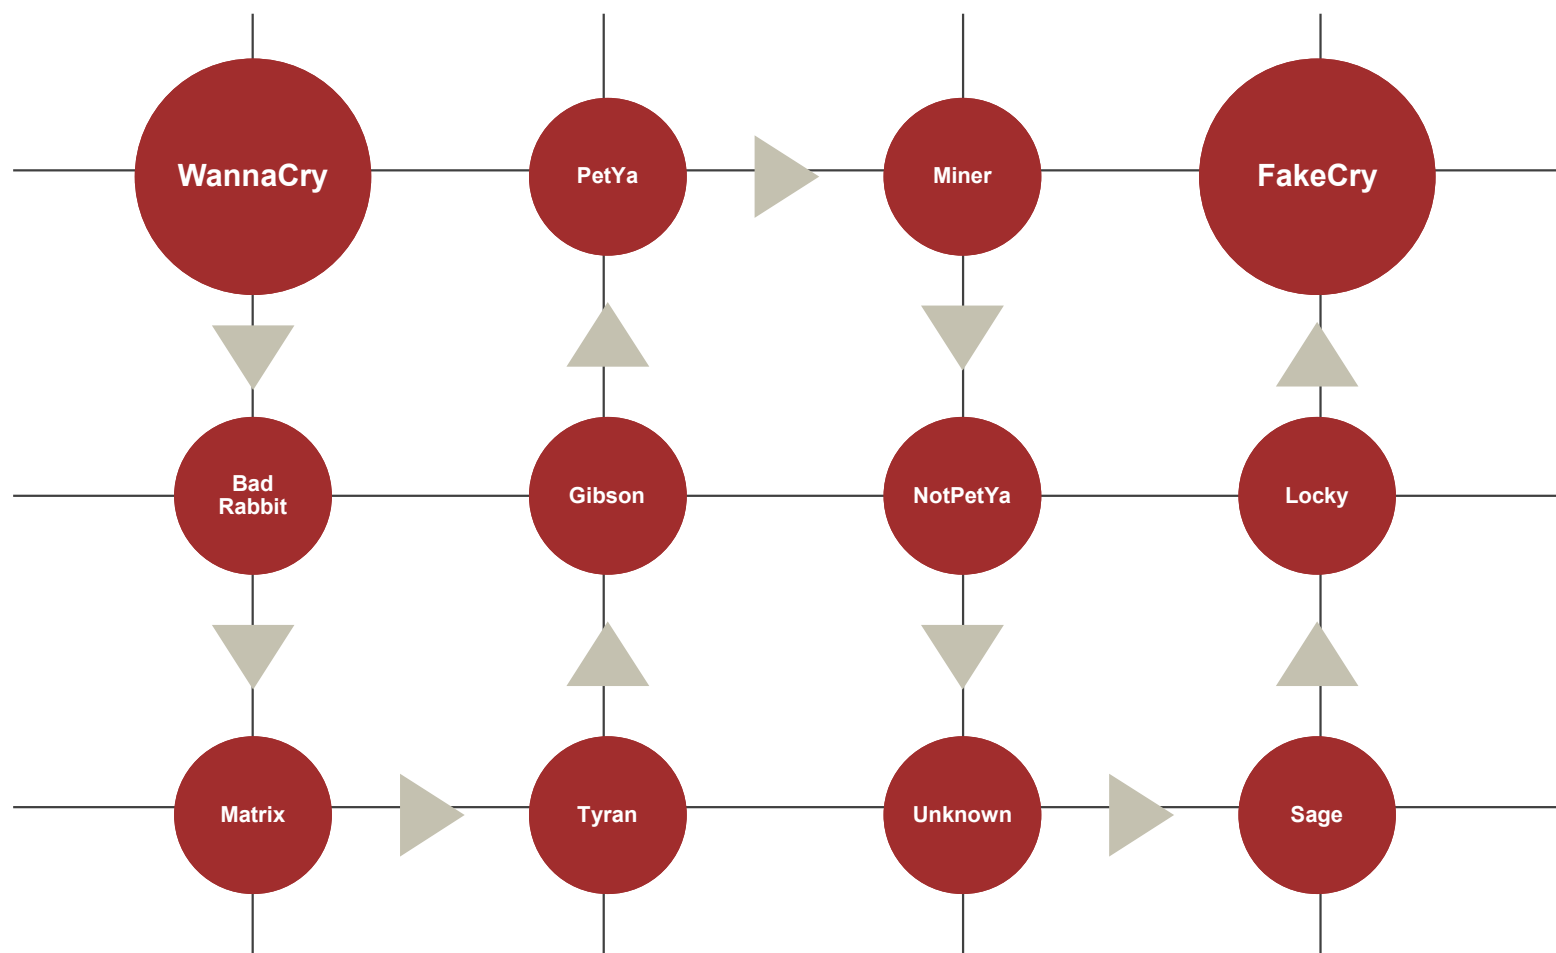 WannaCry
PetYa
Miner
FakeCry
Bad
Rabbit
Gibson
NotPetYa
Locky
Matrix
Tyran
Unknown
Sage